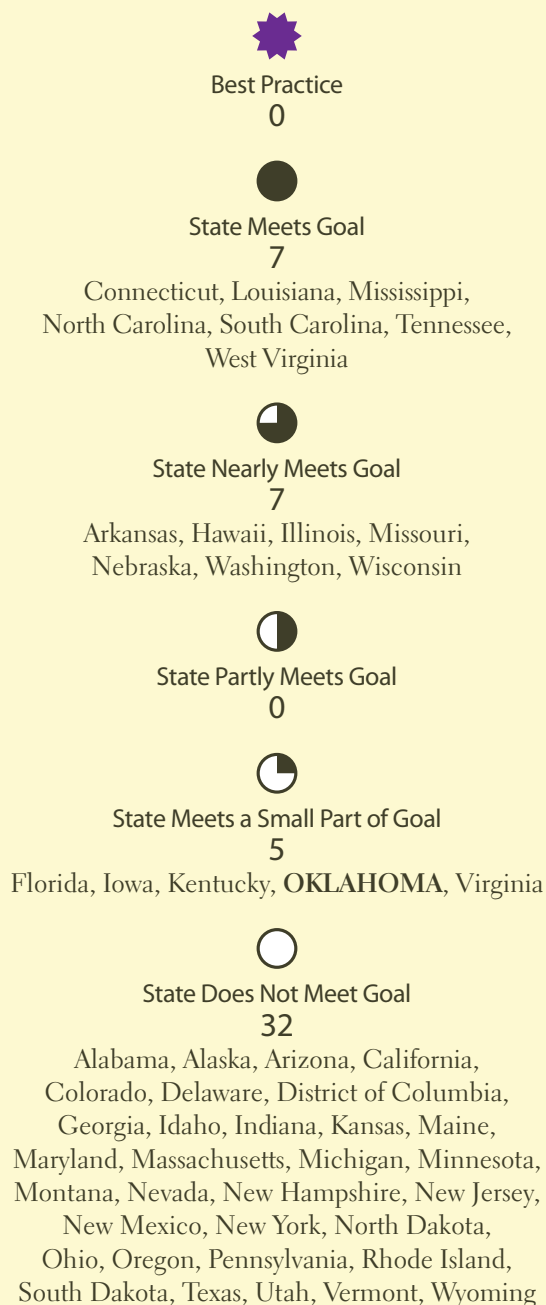 Best Practice
0
State Meets Goal
7
Connecticut, Louisiana, Mississippi,
North Carolina, South Carolina, Tennessee,
West Virginia
State Nearly Meets Goal
7
Arkansas, Hawaii, Illinois, Missouri,
Nebraska, Washington, Wisconsin
State Partly Meets Goal
0
State Meets a Small Part of Goal
5
Florida, Iowa, Kentucky, OKLAHOMA, Virginia
State Does Not Meet Goal
32
Alabama, Alaska, Arizona, California,
Colorado, Delaware, District of Columbia,
Georgia, Idaho, Indiana, Kansas, Maine,
Maryland, Massachusetts, Michigan, Minnesota,
Montana, Nevada, New Hampshire, New Jersey,
New Mexico, New York, North Dakota,
Ohio, Oregon, Pennsylvania, Rhode Island,
South Dakota, Texas, Utah, Vermont, Wyoming